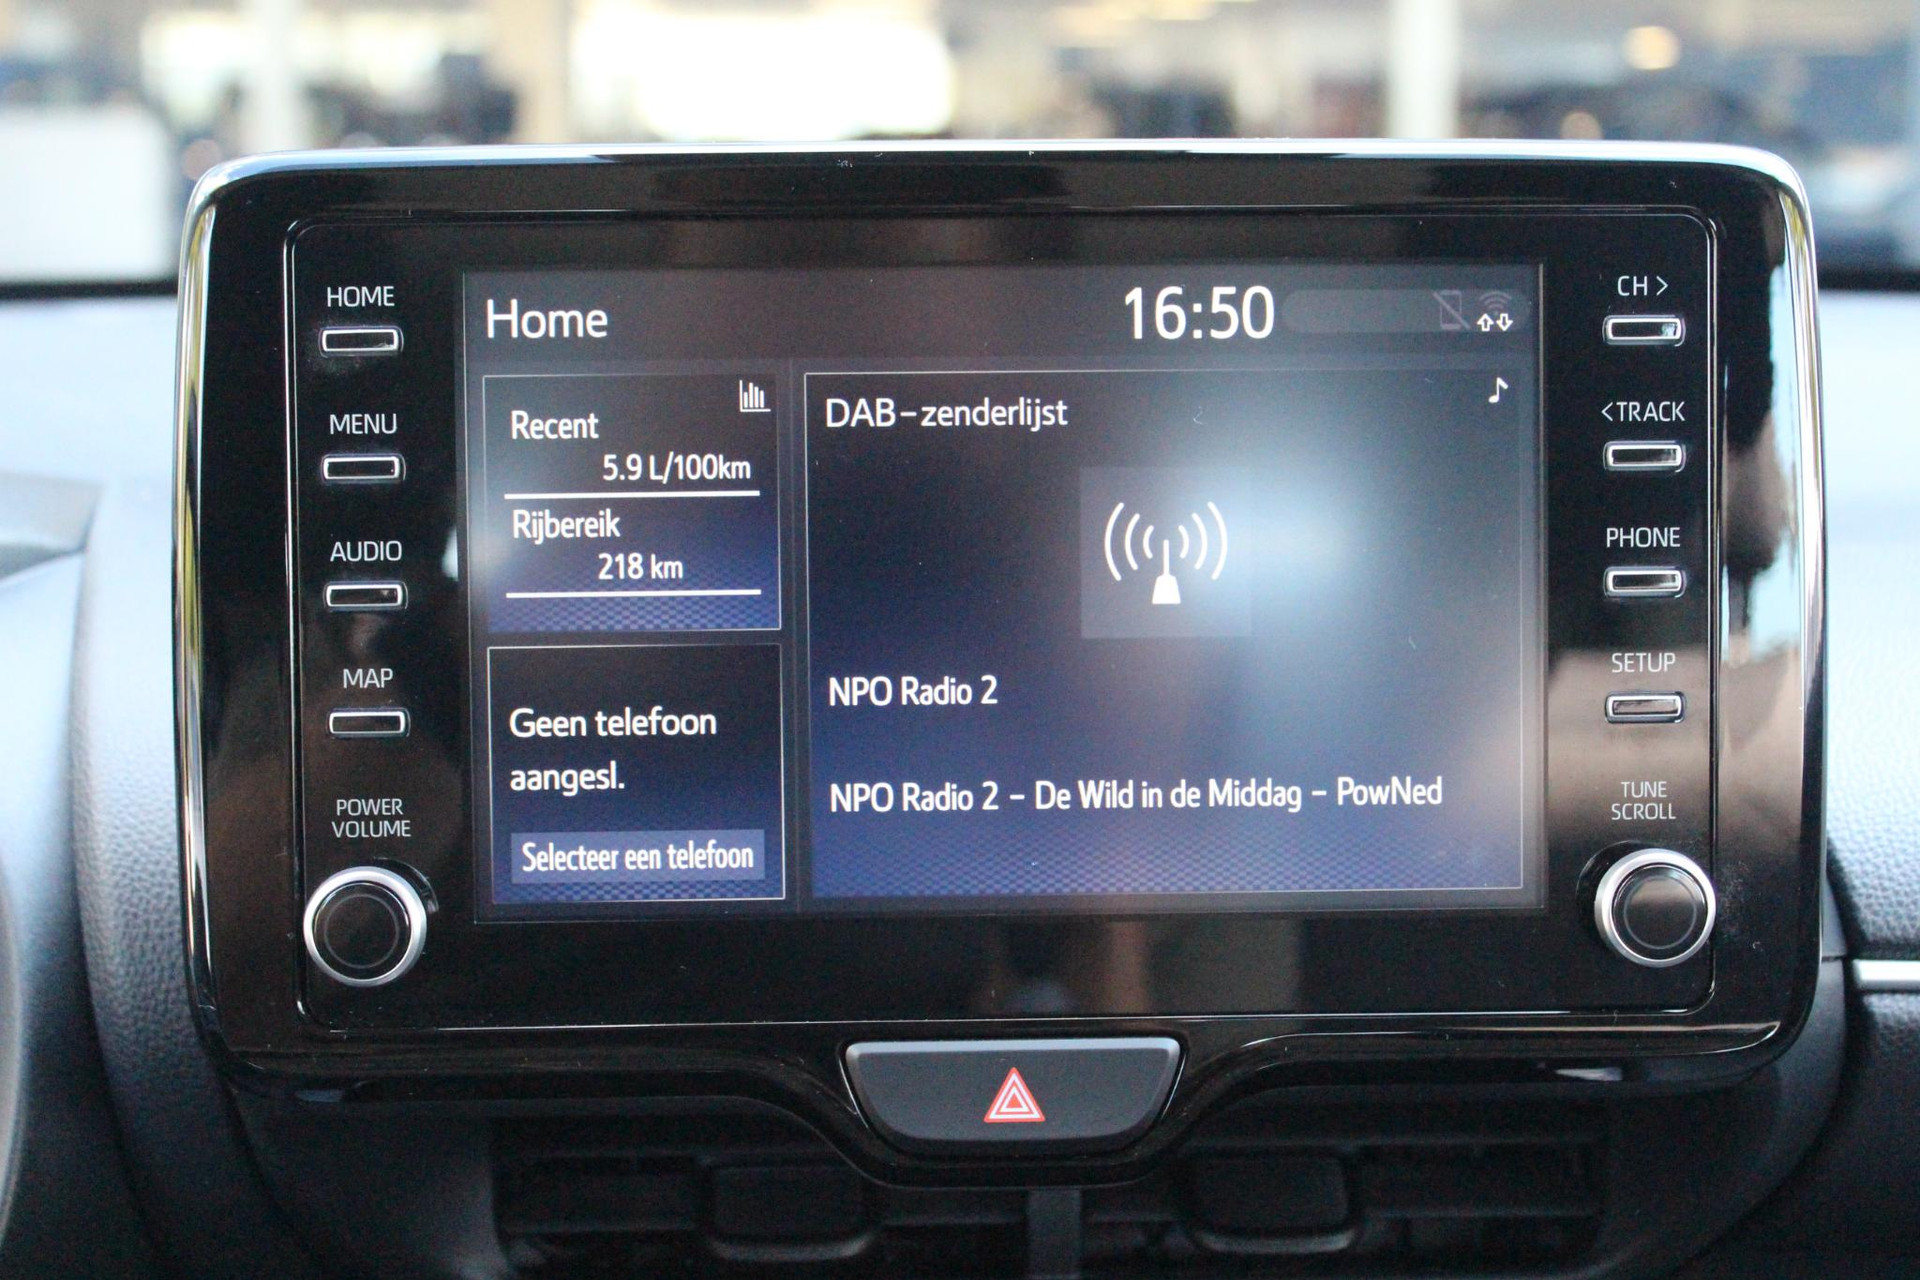 HOME
MENU
AUDIO
MAP
POWER
VOLUME
Home
16:50
Recent
5.9 L/100km
Rijbereik
218 km
Geen telefoon
aangesl.
Selecteer een telefoon
DAB-zenderlijst
NPO Radio 2
NPO Radio 2 - De Wild in de Middag - PowNed
CH >
<TRACK
PHONE
SETUP
TUNE
SCROLL